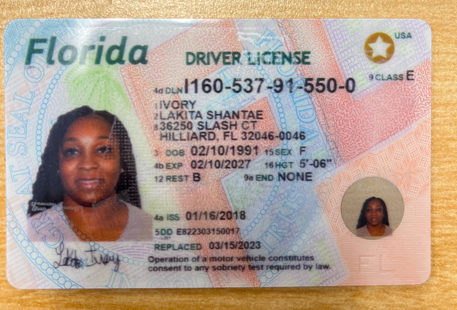 Florida
DRIVER LICENSE
USA
9 CLASS E
4d DLN I160-537-91-550-0
1 IVORY
2 LAKITA SHANTAE
8 36250 SLASH CT
HILLIARD, FL 32046-0046
3 DOB 02/10/1991 15 SEX F
4b EXP 02/10/2027 16 HGT 5'-06"
12 REST B 9a END NONE
4a ISS 01/16/2018
5DD E822303150017
REPLACED 03/15/2023
Operation of a motor vehicle constitutes
consent to any sobriety test required by law.
FL